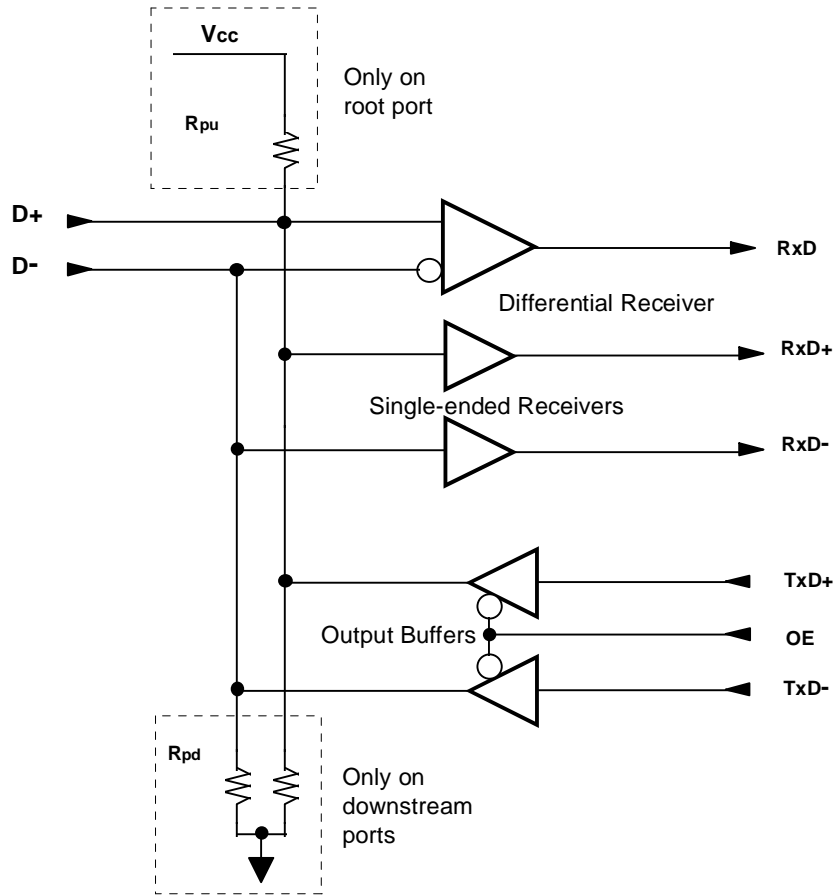 Vcc
Only on
root port
Rpu
D+
D-
RxD
Differential Receiver
RxD+
Single-ended Receivers
RxD-
TxD+
Output Buffers
OE
TxD-
Rpd
Only on
downstream
ports